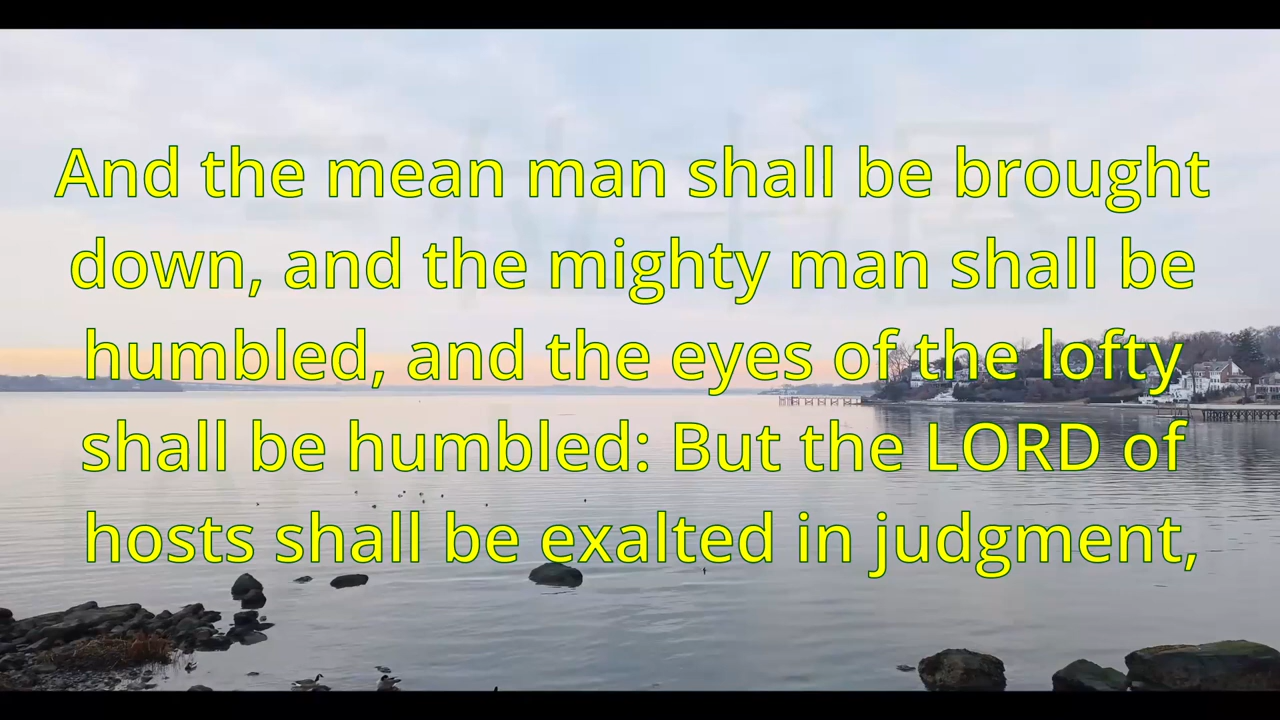 And the mean man shall be brought
down, and the mighty man shall be
humbled, and the eyes of the lofty
shall be humbled: But the LORD of
hosts shall be exalted in judgment,